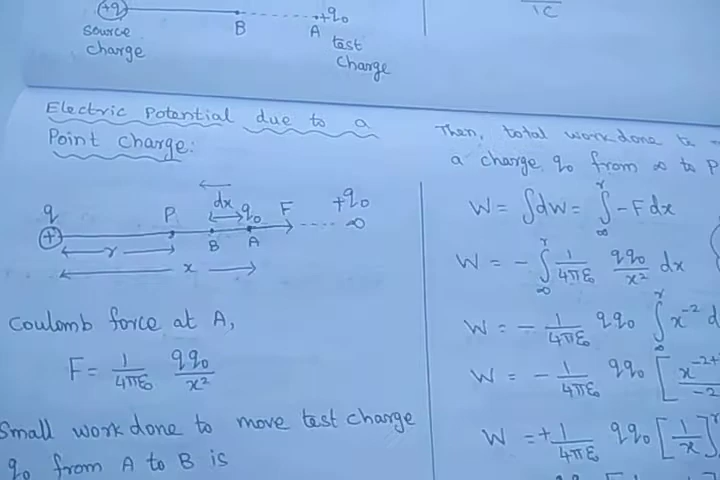 +q
B
A
+q₀
source
charge
test
charge
1C
Electric Potential due to a
Point Charge:
q
P
dx
q₀
F
+q₀
+
B
A
∞
r
x
Coulomb force at A,
F = 1/4πε₀ qq₀/x²
Small work done to move test charge
q₀ from A to B is
Then, total work done to
a charge q₀ from ∞ to P
W = ∫dW = ∫_∞^r -F dx
W = - ∫_∞^r 1/4πε₀ qq₀/x² dx
W = - 1/4πε₀ qq₀ ∫_∞^r x⁻² d
W = - 1/4πε₀ qq₀ [x^-2+/-2
W = + 1/4πε₀ qq₀ [1/x]^r